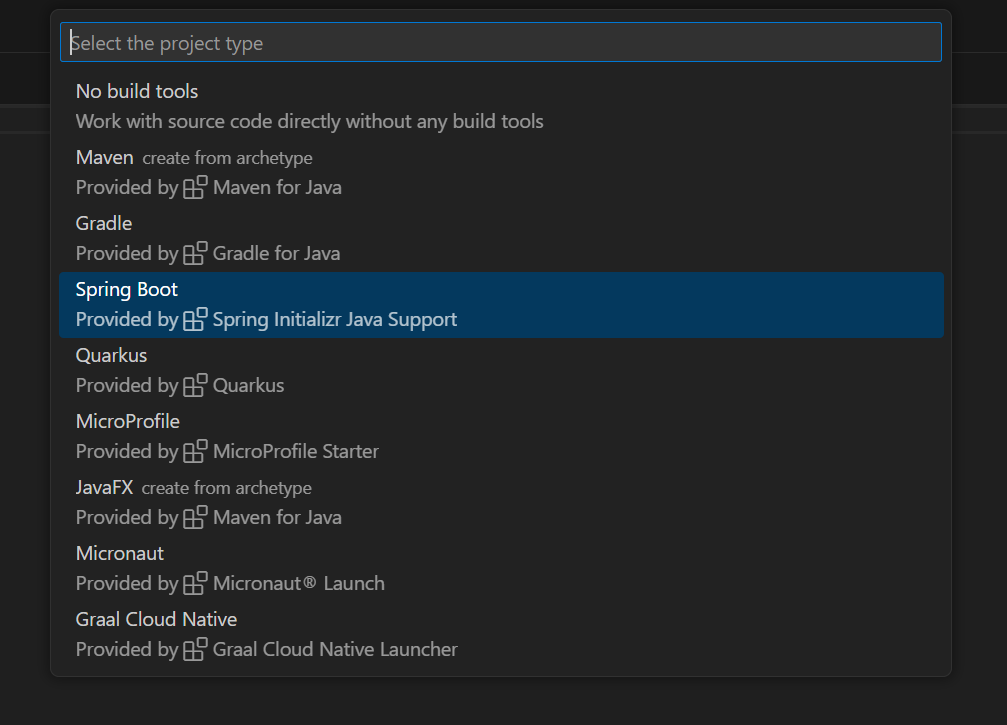 Select the project type
No build tools
Work with source code directly without any build tools
Maven create from archetype
Provided by Maven for Java
Gradle
Provided by Gradle for Java
Spring Boot
Provided by Spring Initializr Java Support
Quarkus
Provided by Quarkus
MicroProfile
Provided by MicroProfile Starter
JavaFX create from archetype
Provided by Maven for Java
Micronaut
Provided by Micronaut® Launch
Graal Cloud Native
Provided by Graal Cloud Native Launcher